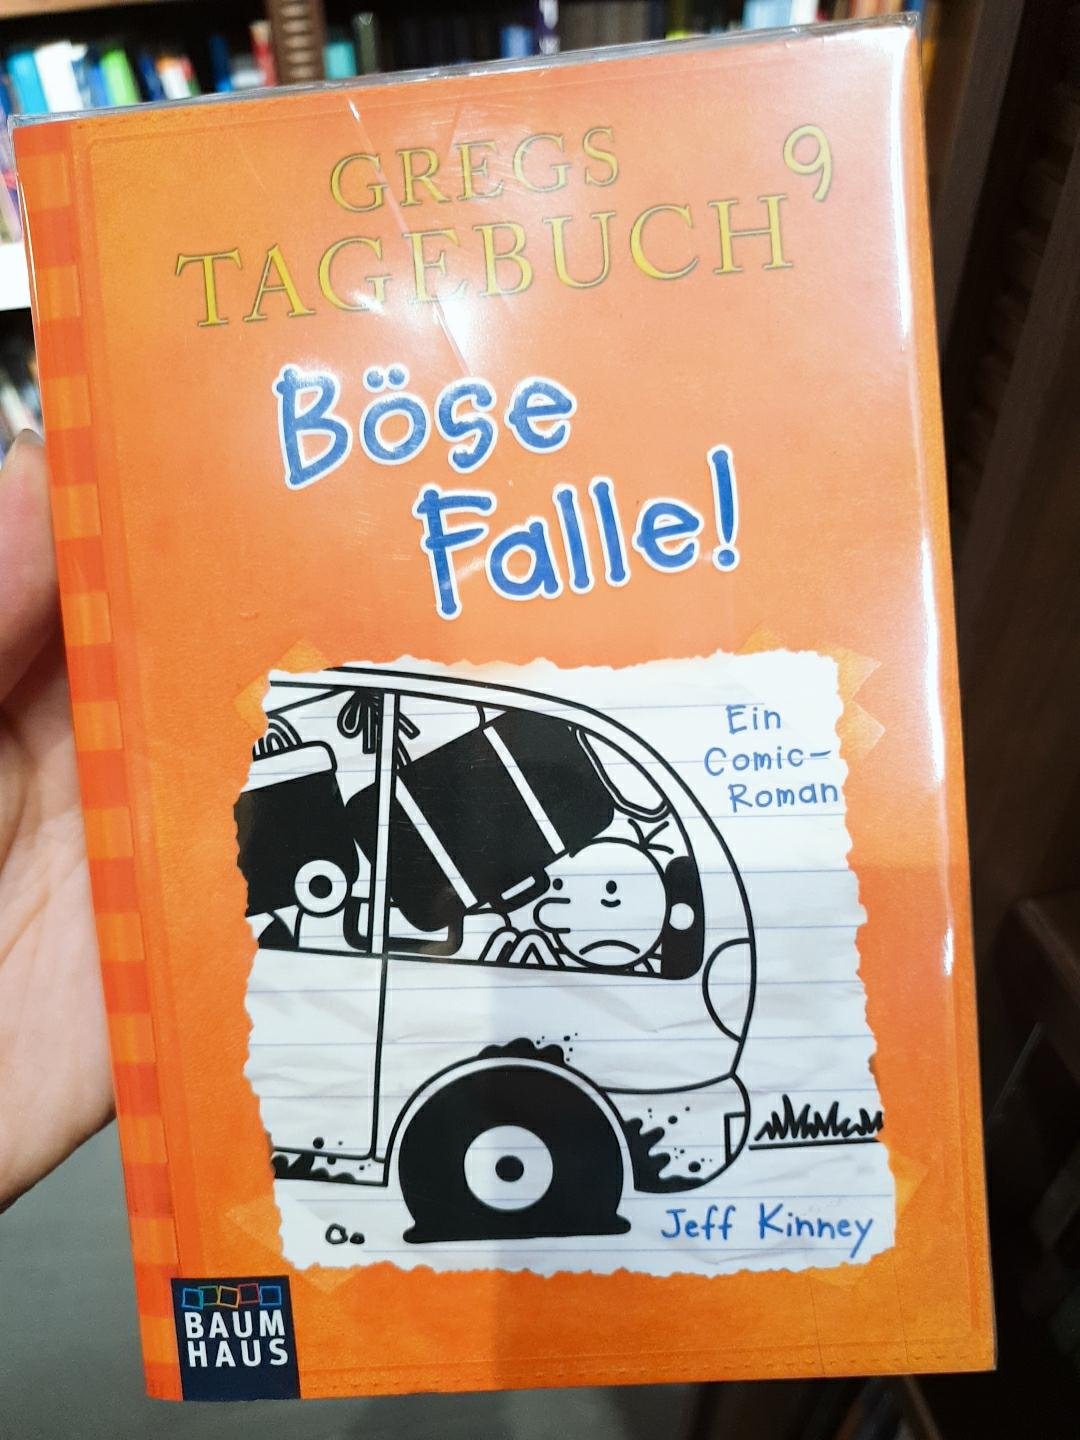 GREGS
TAGEBUCH 9
Böse
Falle!
Ein
Comic-
Roman
Jeff Kinney
BAUM
HAUS